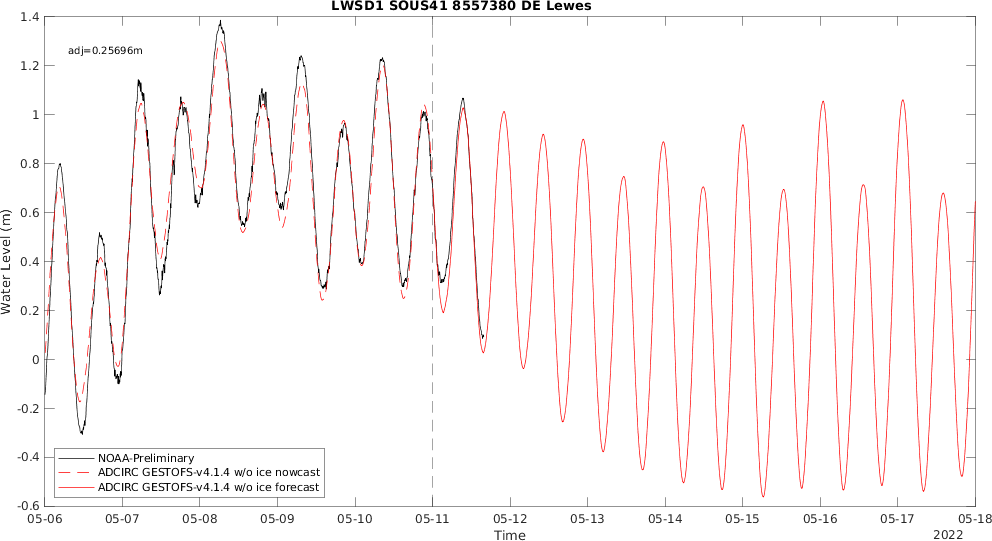 LWSD1 SOUS41 8557380 DE Lewes
1.4
1.2
1
0.8
0.6
0.4
0.2
0
-0.2
-0.4
-0.6
Water Level (m)
adj=0.25696m
NOAA-Preliminary
ADCIRC GESTOFS-v4.1.4 w/o ice nowcast
ADCIRC GESTOFS-v4.1.4 w/o ice forecast
05-06 05-07 05-08 05-09 05-10 05-11 05-12 05-13 05-14 05-15 05-16 05-17 05-18
Time
2022